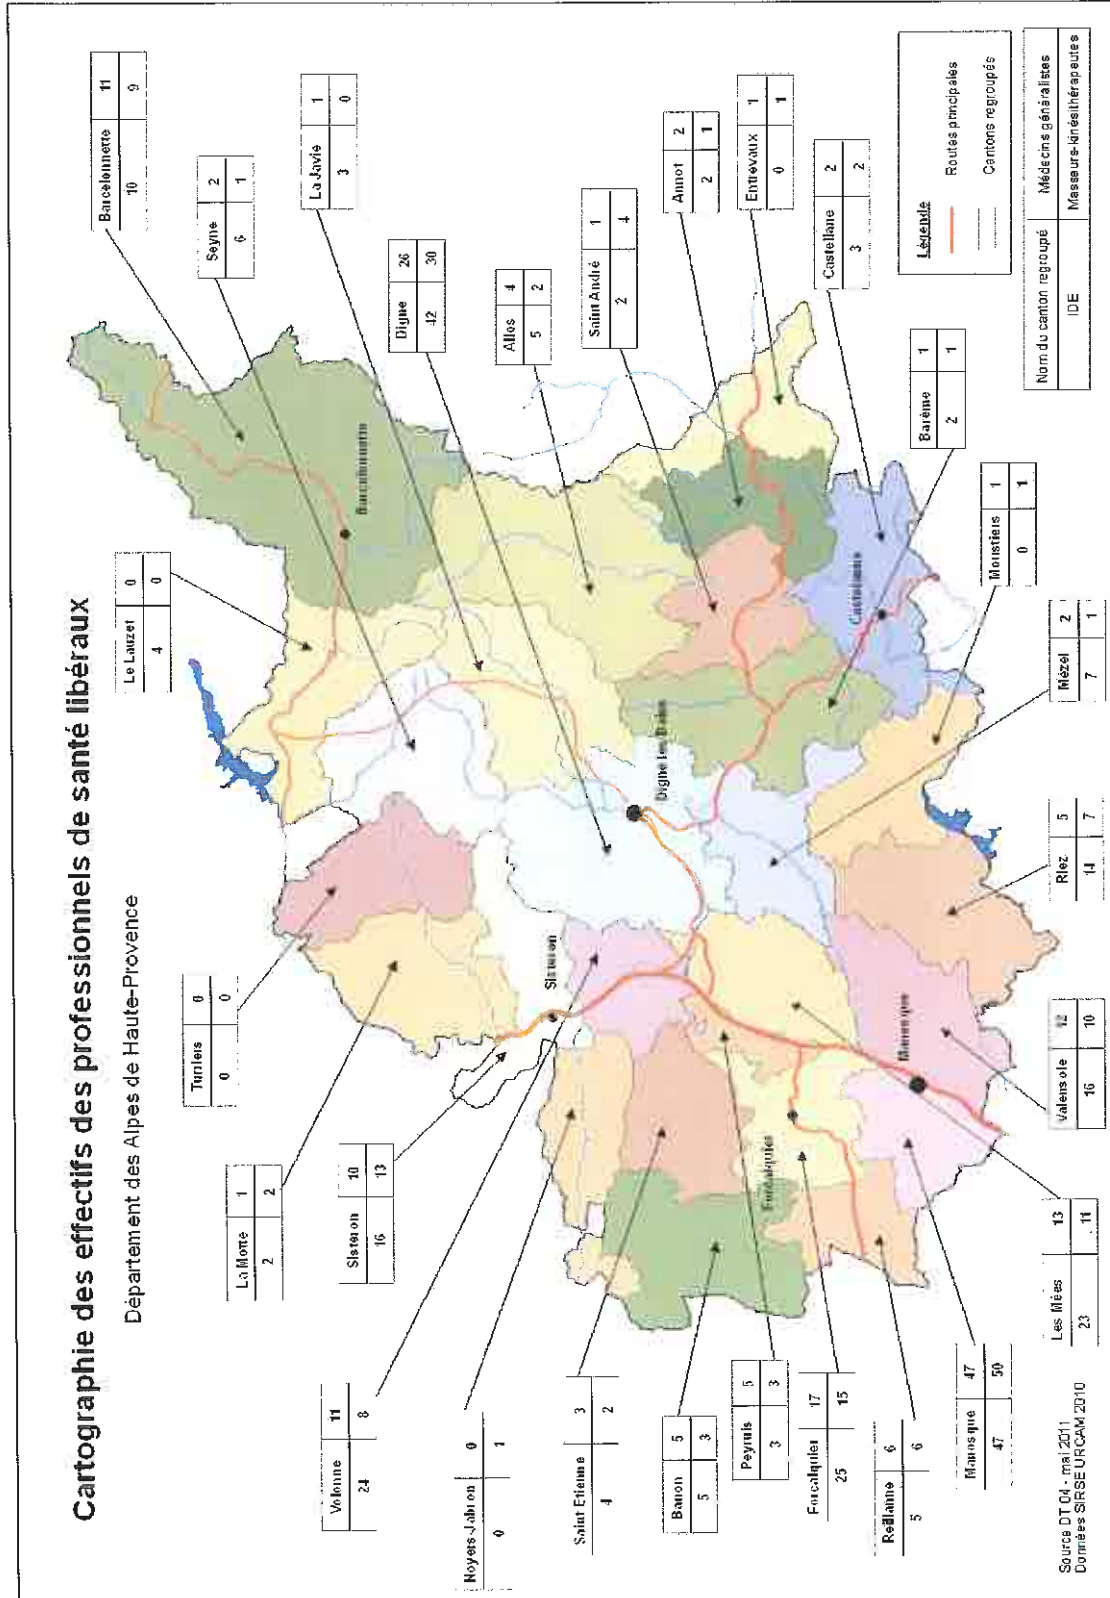 Cartographie des effectifs des professionnels de santé libéraux
Département des Alpes de Haute-Provence
Turriers 0
0 0
Le Lauzet 0
4 0
Barcelonnette 11
10 9
Seyne 2
6 1
La Javie 1
3 0
Digne 26
42 30
Allos 4
5 2
Saint André 1
2 4
Annot 2
2 1
Entrevaux 1
0 1
Castellane 2
3 2
Barème 1
2 1
Moustiers 1
0 1
Mézel 2
7 1
Riez 5
14 7
Valensole 12
16 10
Les Mées 13
23 11
Manosque 47
47 50
Reillanne 6
5 6
Forcalquier 17
25 15
Peyruis 5
3 3
Banon 5
5 3
Saint Etienne 3
4 2
Noyers-Jabron 0
0 1
Volonne 11
24 8
Sisteron 10
16 13
La Motte 1
2 2
Barcelonnette
Sisteron
Digne les Bains
Castellane
Forcalquier
Manosque
Légende
Routes principales
Cantons regroupés
Nom du canton regroupé Médecins généralistes
IDE Masseurs-kinésithérapeutes
Source DT 04 - mai 2011
Données SIRSE URCAM 2010